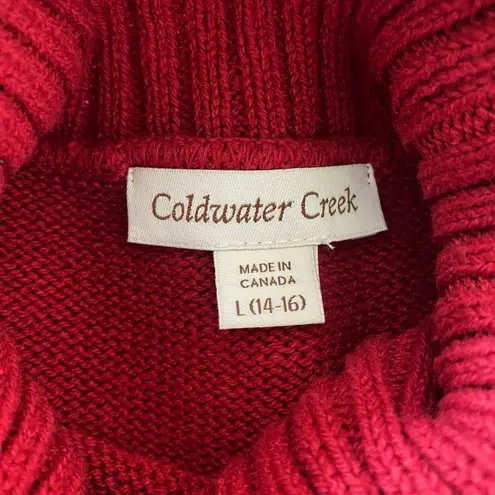 Coldwater Creek
MADE IN
CANADA
L (14-16)